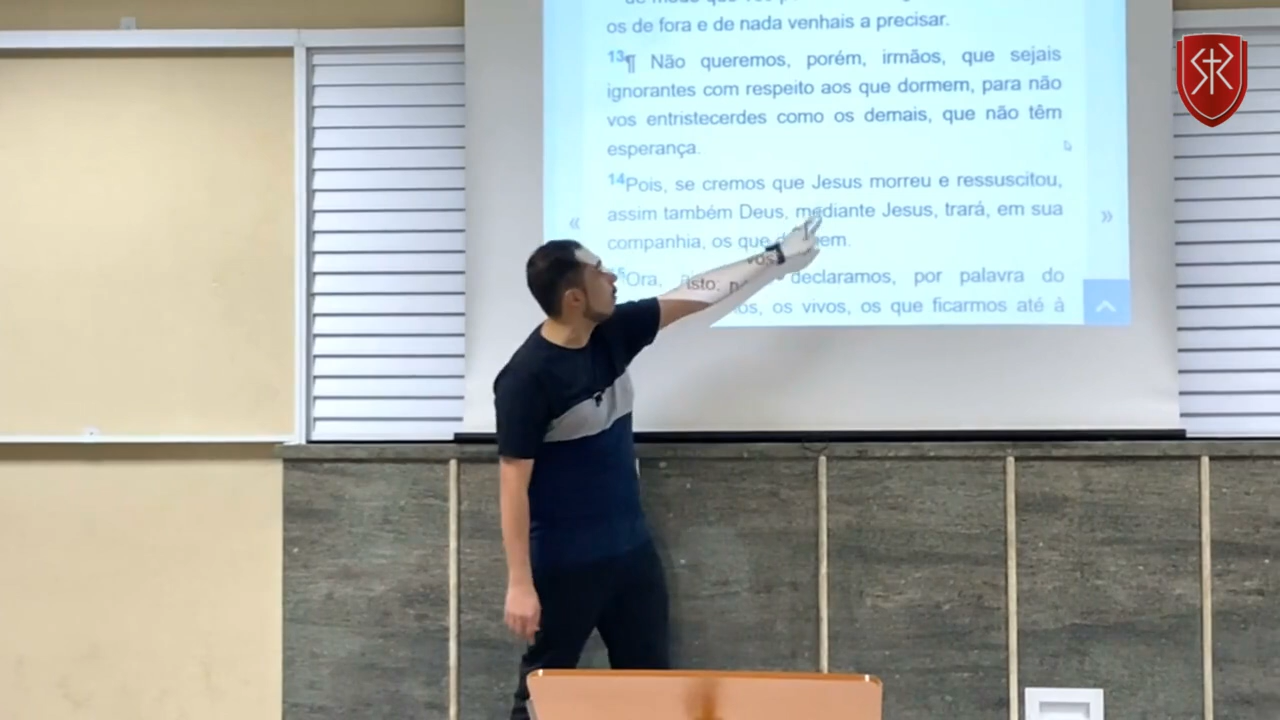 os de fora e de nada venhais a precisar.
13¶ Não queremos, porém, irmãos, que sejais
ignorantes com respeito aos que dormem, para não
vos entristecerdes como os demais, que não têm
esperança.
14Pois, se cremos que Jesus morreu e ressuscitou,
assim também Deus, mediante Jesus, trará, em sua
companhia, os que dormem.
15Ora, isto, vos declaramos, por palavra do
os vivos, os que ficarmos até à